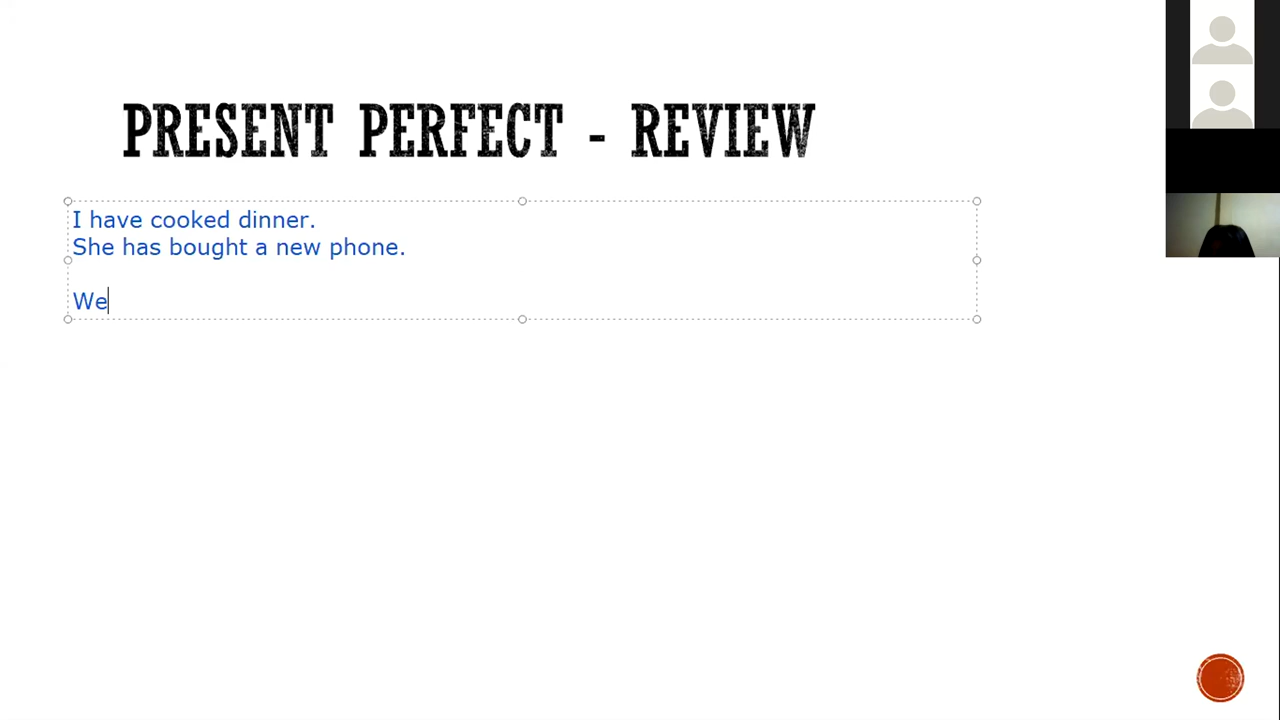 PRESENT PERFECT - REVIEW
I have cooked dinner.
She has bought a new phone.
We